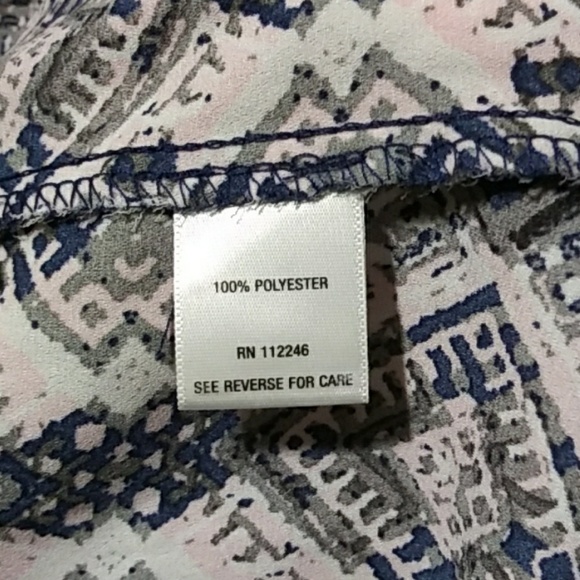 100% POLYESTER
RN 112246
SEE REVERSE FOR CARE